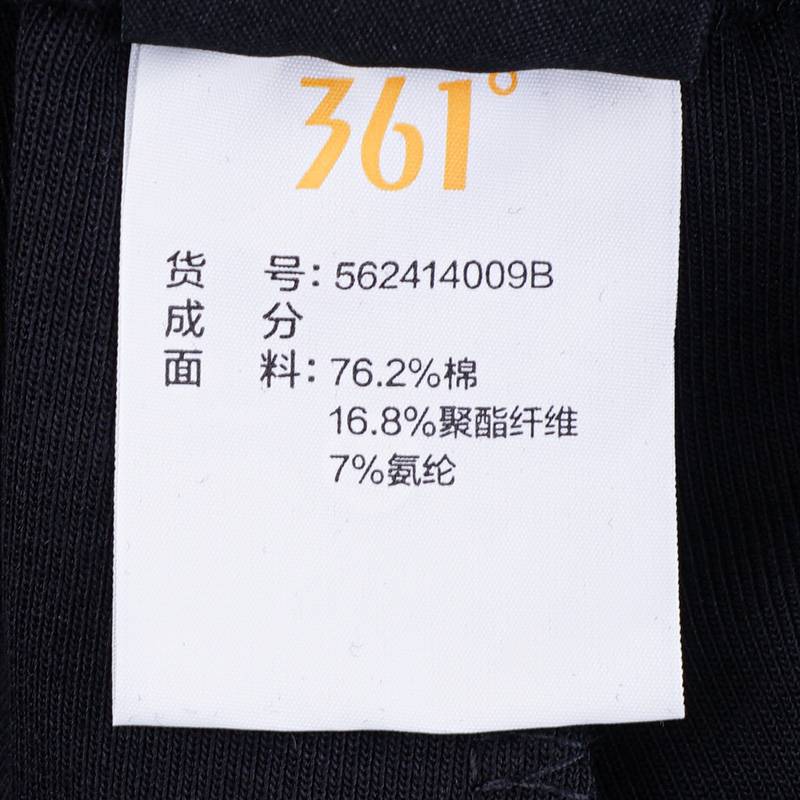 361°
货 号：562414009B
成 分
面 料：76.2%棉
16.8%聚酯纤维
7%氨纶